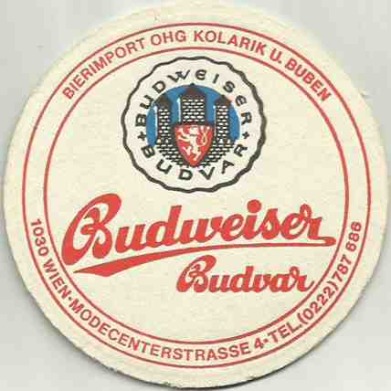 BIERIMPORT OHG KOLARIK U. BUBEN
BUDWEISER
BUDVAR
Budweiser
Budvar
1030 WIEN·MODECENTERSTRASSE 4·TEL.(0222)787 686